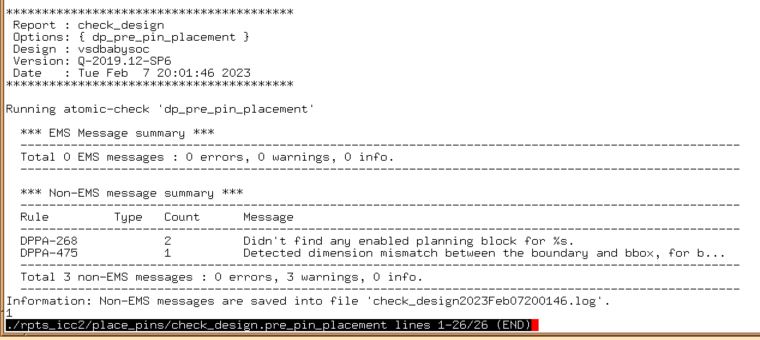 ****************************************
Report : check_design
Options: { dp_pre_pin_placement }
Design : vsdbabysoc
Version: Q-2019.12-SP6
Date   : Tue Feb  7 20:01:46 2023
****************************************
Running atomic-check 'dp_pre_pin_placement'
*** EMS Message summary ***
----------------------------------------------------------------------------------------------------
Total 0 EMS messages : 0 errors, 0 warnings, 0 info.
----------------------------------------------------------------------------------------------------
*** Non-EMS message summary ***
----------------------------------------------------------------------------------------------------
Rule         Type   Count      Message
----------------------------------------------------------------------------------------------------
DPPA-268            2          Didn't find any enabled planning block for %s.
DPPA-475            1          Detected dimension mismatch between the boundary and bbox, for b...
----------------------------------------------------------------------------------------------------
Total 3 non-EMS messages : 0 errors, 3 warnings, 0 info.
----------------------------------------------------------------------------------------------------
Information: Non-EMS messages are saved into file 'check_design2023Feb07200146.log'.
1
./rpts_icc2/place_pins/check_design.pre_pin_placement lines 1-26/26 (END)